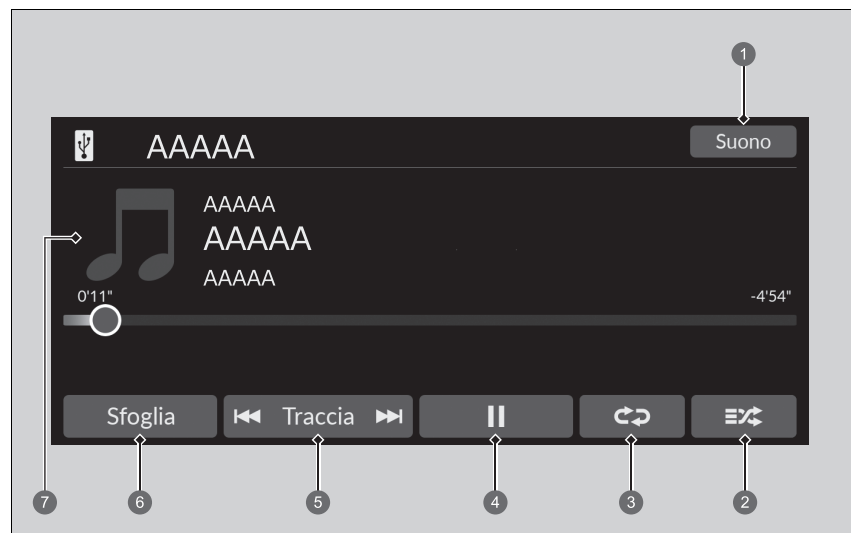 1
AAAAA
Suono
AAAAA
AAAAA
AAAAA
0'11"
-4'54"
Sfoglia
Traccia
7
6
5
4
3
2